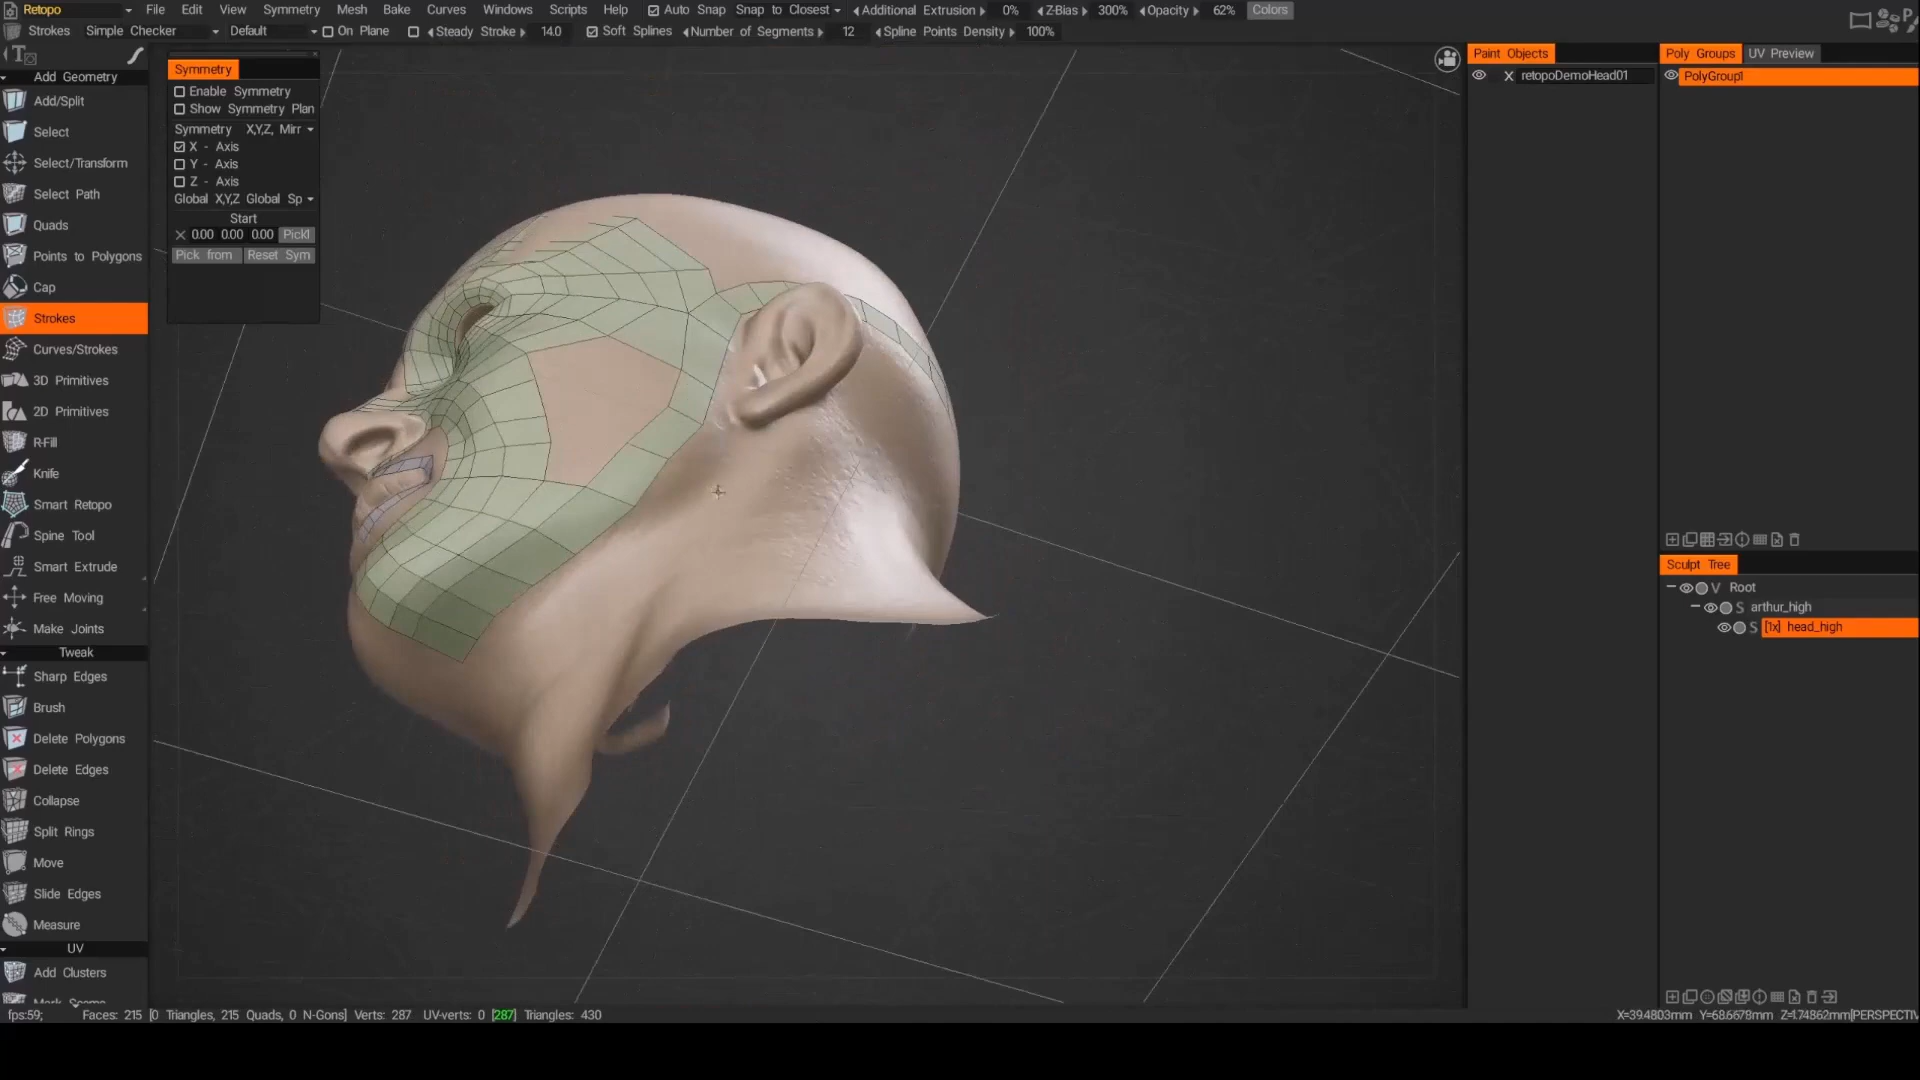 Retopo File Edit View Symmetry Mesh Bake Curves Windows Scripts Help Auto Snap Snap to Closest Additional Extrusion 0% Z-Bias 300% Opacity 62% Colors
Strokes Simple Checker Default On Plane Steady Stroke 14.0 Soft Splines Number of Segments 12 Spline Points Density 100%
Add Geometry
Add/Split
Select
Select/Transform
Select Path
Quads
Points to Polygons
Cap
Strokes
Curves/Strokes
3D Primitives
2D Primitives
R-Fill
Knife
Smart Retopo
Spine Tool
Smart Extrude
Free Moving
Make Joints
Tweak
Sharp Edges
Brush
Delete Polygons
Delete Edges
Collapse
Split Rings
Move
Slide Edges
Measure
UV
Add Clusters
Symmetry
Enable Symmetry
Show Symmetry Plan
Symmetry X,Y,Z, Mirr
X - Axis
Y - Axis
Z - Axis
Global X,Y,Z Global Sp
Start
X 0.00 0.00 0.00 Pick!
Pick from Reset Sym
Paint Objects
X retopoDemoHead01
Poly Groups UV Preview
PolyGroup1
Sculpt Tree
V Root
S arthur_high
S [1x] head_high
fps:59; Faces: 215 [0 Triangles, 215 Quads, 0 N-Gons] Verts: 287 UV-verts: 0 [287] Triangles: 430
X=39.4803mm Y=68.6678mm Z=1.74862mm[PERSPECTIV